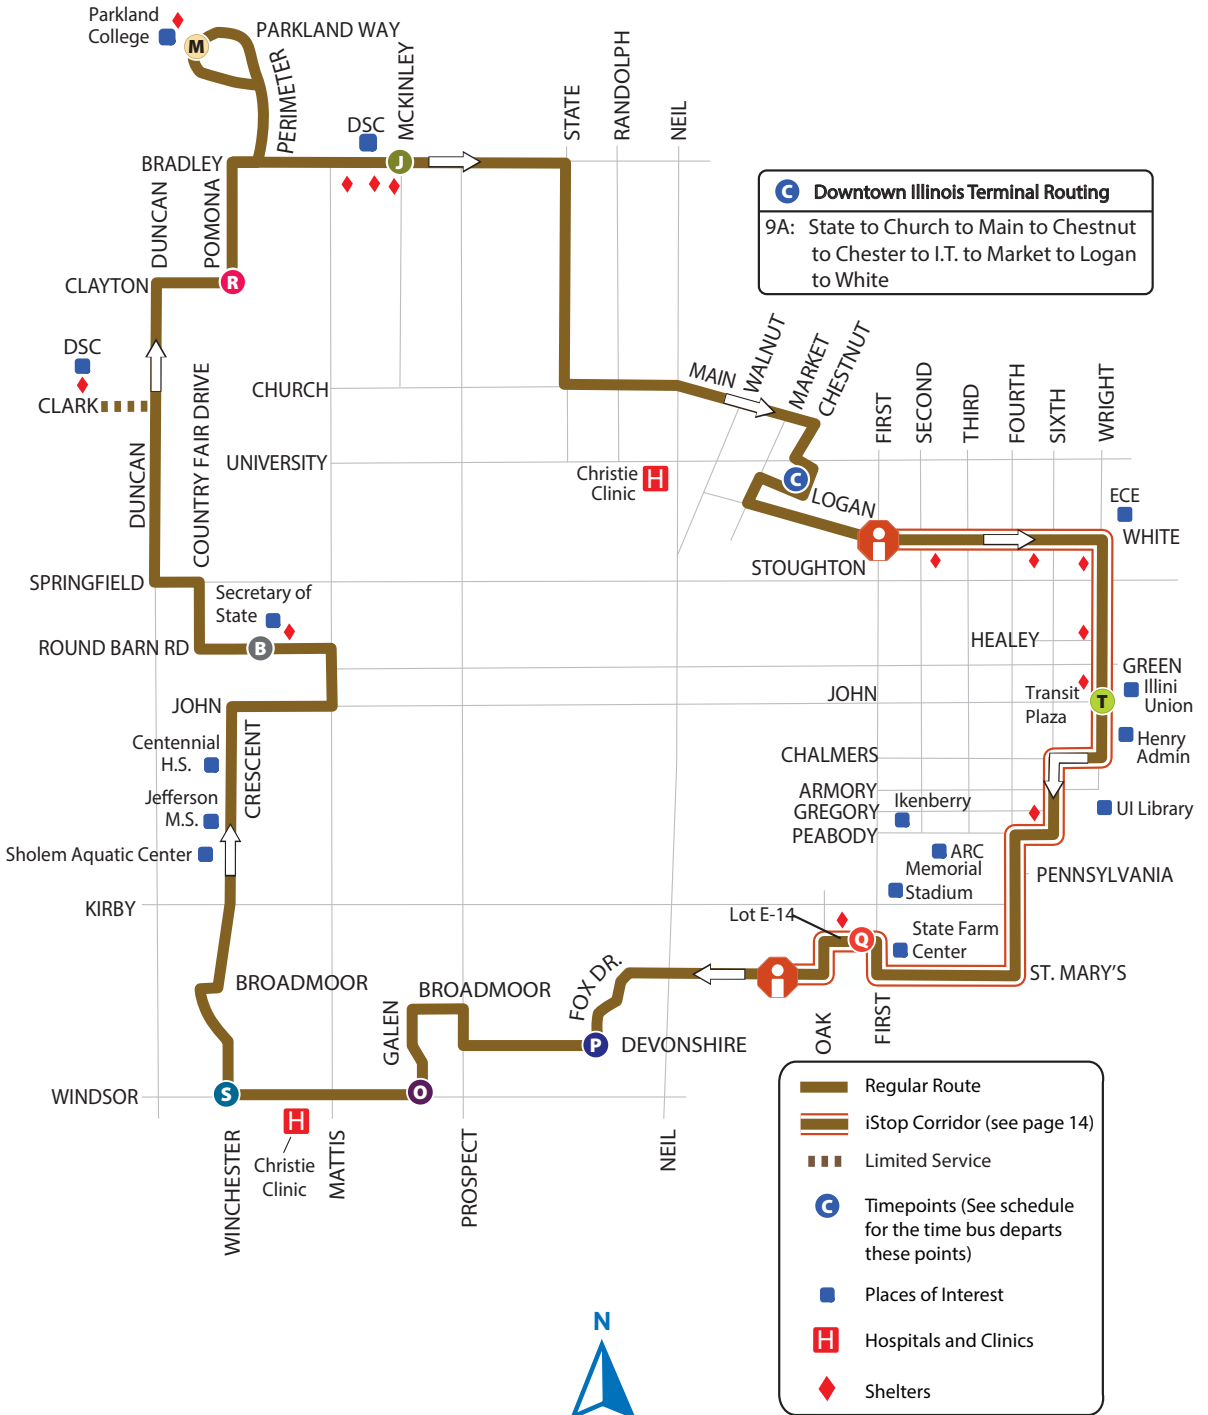 Parkland
College
M
PARKLAND WAY
PERIMETER
DSC
MCKINLEY
STATE
RANDOLPH
NEIL
BRADLEY
J
DUNCAN
POMONA
CLAYTON
R
C Downtown Illinois Terminal Routing
9A: State to Church to Main to Chestnut
to Chester to I.T. to Market to Logan
to White
DSC
CLARK
COUNTRY FAIR DRIVE
CHURCH
MAIN
WALNUT
MARKET
CHESTNUT
FIRST
SECOND
THIRD
FOURTH
SIXTH
WRIGHT
DUNCAN
UNIVERSITY
Christie
Clinic
H
C
LOGAN
ECE
WHITE
STOUGHTON
SPRINGFIELD
Secretary of
State
ROUND BARN RD
B
HEALEY
GREEN
JOHN
JOHN
Transit
Plaza
T
Illini
Union
Centennial
H.S.
CRESCENT
CHALMERS
Henry
Admin
Jefferson
M.S.
ARMORY
GREGORY
PEABODY
Ikenberry
UI Library
Sholem Aquatic Center
ARC
Memorial
Stadium
PENNSYLVANIA
KIRBY
Lot E-14
Q
State Farm
Center
ST. MARY'S
BROADMOOR
BROADMOOR
FOX DR.
GALEN
P
DEVONSHIRE
OAK
FIRST
WINDSOR
S
O
H
Christie
Clinic
WINCHESTER
MATTIS
PROSPECT
NEIL
Regular Route
iStop Corridor (see page 14)
Limited Service
C
Timepoints (See schedule
for the time bus departs
these points)
Places of Interest
H
Hospitals and Clinics
Shelters
N